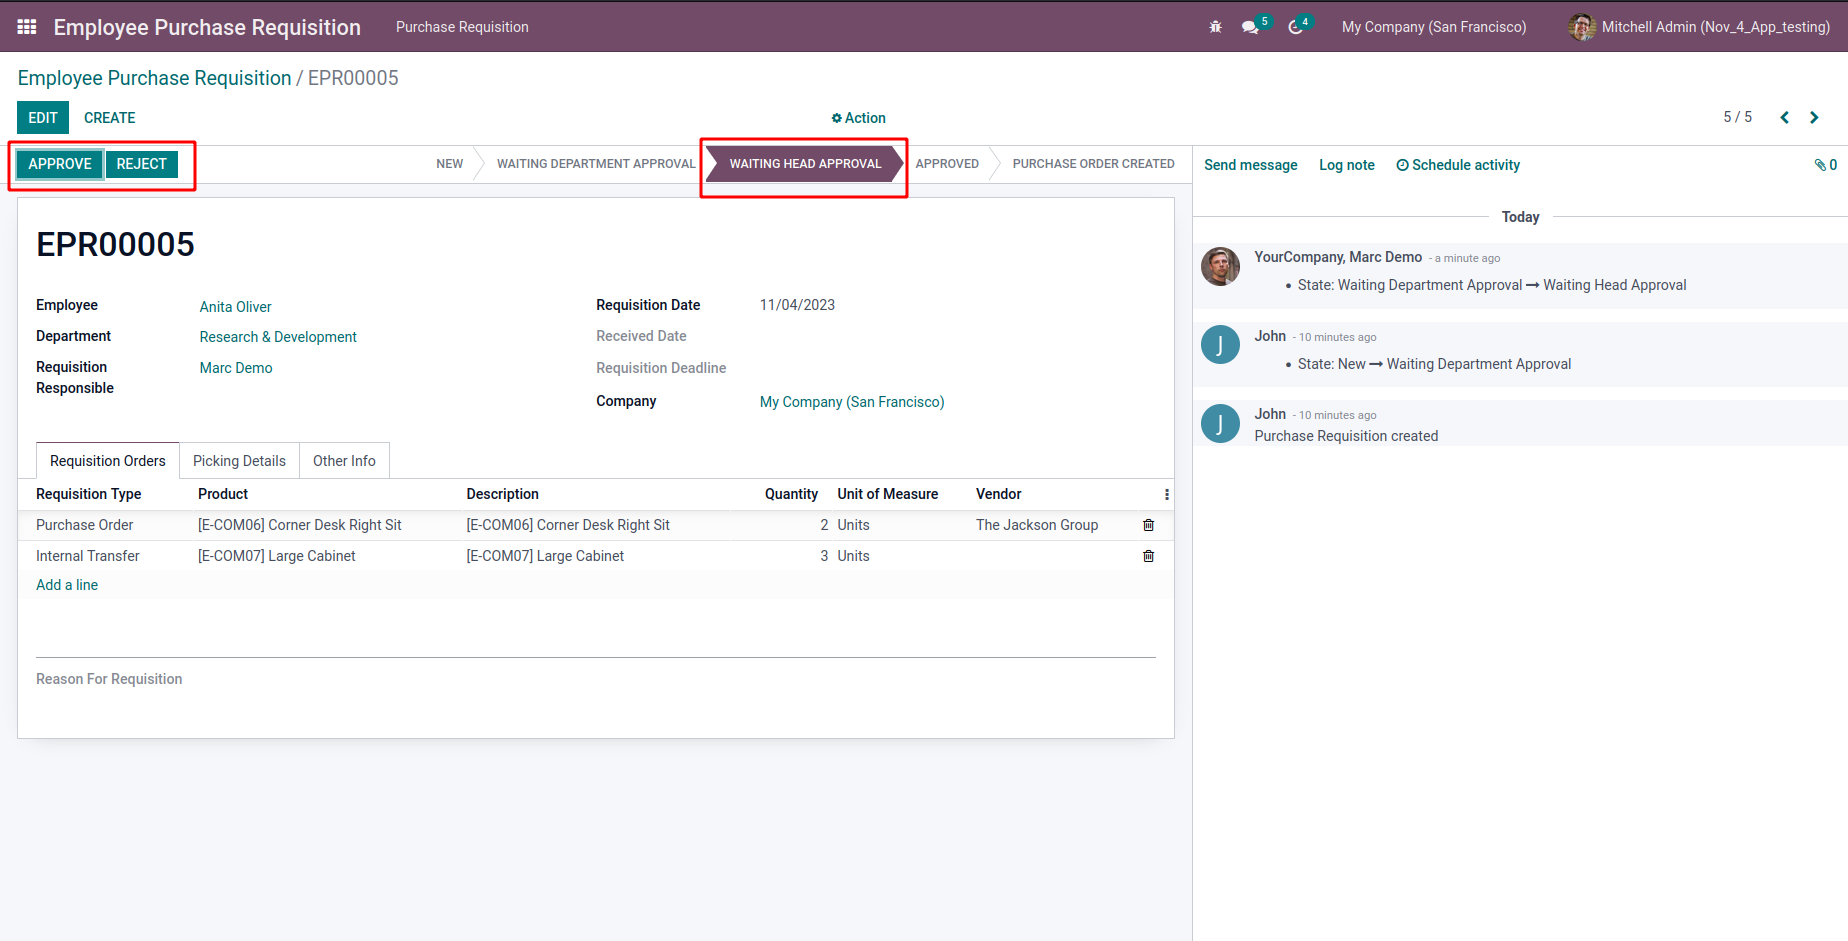 Employee Purchase Requisition Purchase Requisition 5 4 My Company (San Francisco) Mitchell Admin (Nov_4_App_testing)
Employee Purchase Requisition / EPR00005
EDIT CREATE Action 5 / 5
APPROVE REJECT NEW WAITING DEPARTMENT APPROVAL WAITING HEAD APPROVAL APPROVED PURCHASE ORDER CREATED
EPR00005
Employee Anita Oliver
Department Research & Development
Requisition Responsible Marc Demo
Requisition Date 11/04/2023
Received Date
Requisition Deadline
Company My Company (San Francisco)
Requisition Orders Picking Details Other Info
Requisition Type Product Description Quantity Unit of Measure Vendor
Purchase Order [E-COM06] Corner Desk Right Sit [E-COM06] Corner Desk Right Sit 2 Units The Jackson Group
Internal Transfer [E-COM07] Large Cabinet [E-COM07] Large Cabinet 3 Units
Add a line
Reason For Requisition
Send message Log note Schedule activity 0
Today
YourCompany, Marc Demo - a minute ago
• State: Waiting Department Approval → Waiting Head Approval
J
John - 10 minutes ago
• State: New → Waiting Department Approval
J
John - 10 minutes ago
Purchase Requisition created